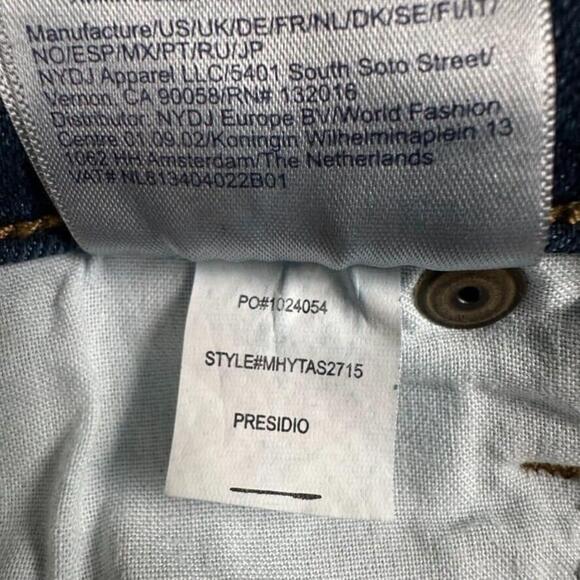 Manufacture/US/UK/DE/FR/NL/DK/SE/FI/IT/
NO/ESP/MX/PT/RU/JP
NYDJ Apparel LLC/5401 South Soto Street/
Vernon, CA 90058/RN# 132016
Distributor: NYDJ Europe BV/World Fashion
Centre 01.09.02/Koningin Wilhelminaplein 13
1062 HH Amsterdam/The Netherlands
VAT# NL813404022B01
PO#1024054
STYLE#MHYTAS2715
PRESIDIO